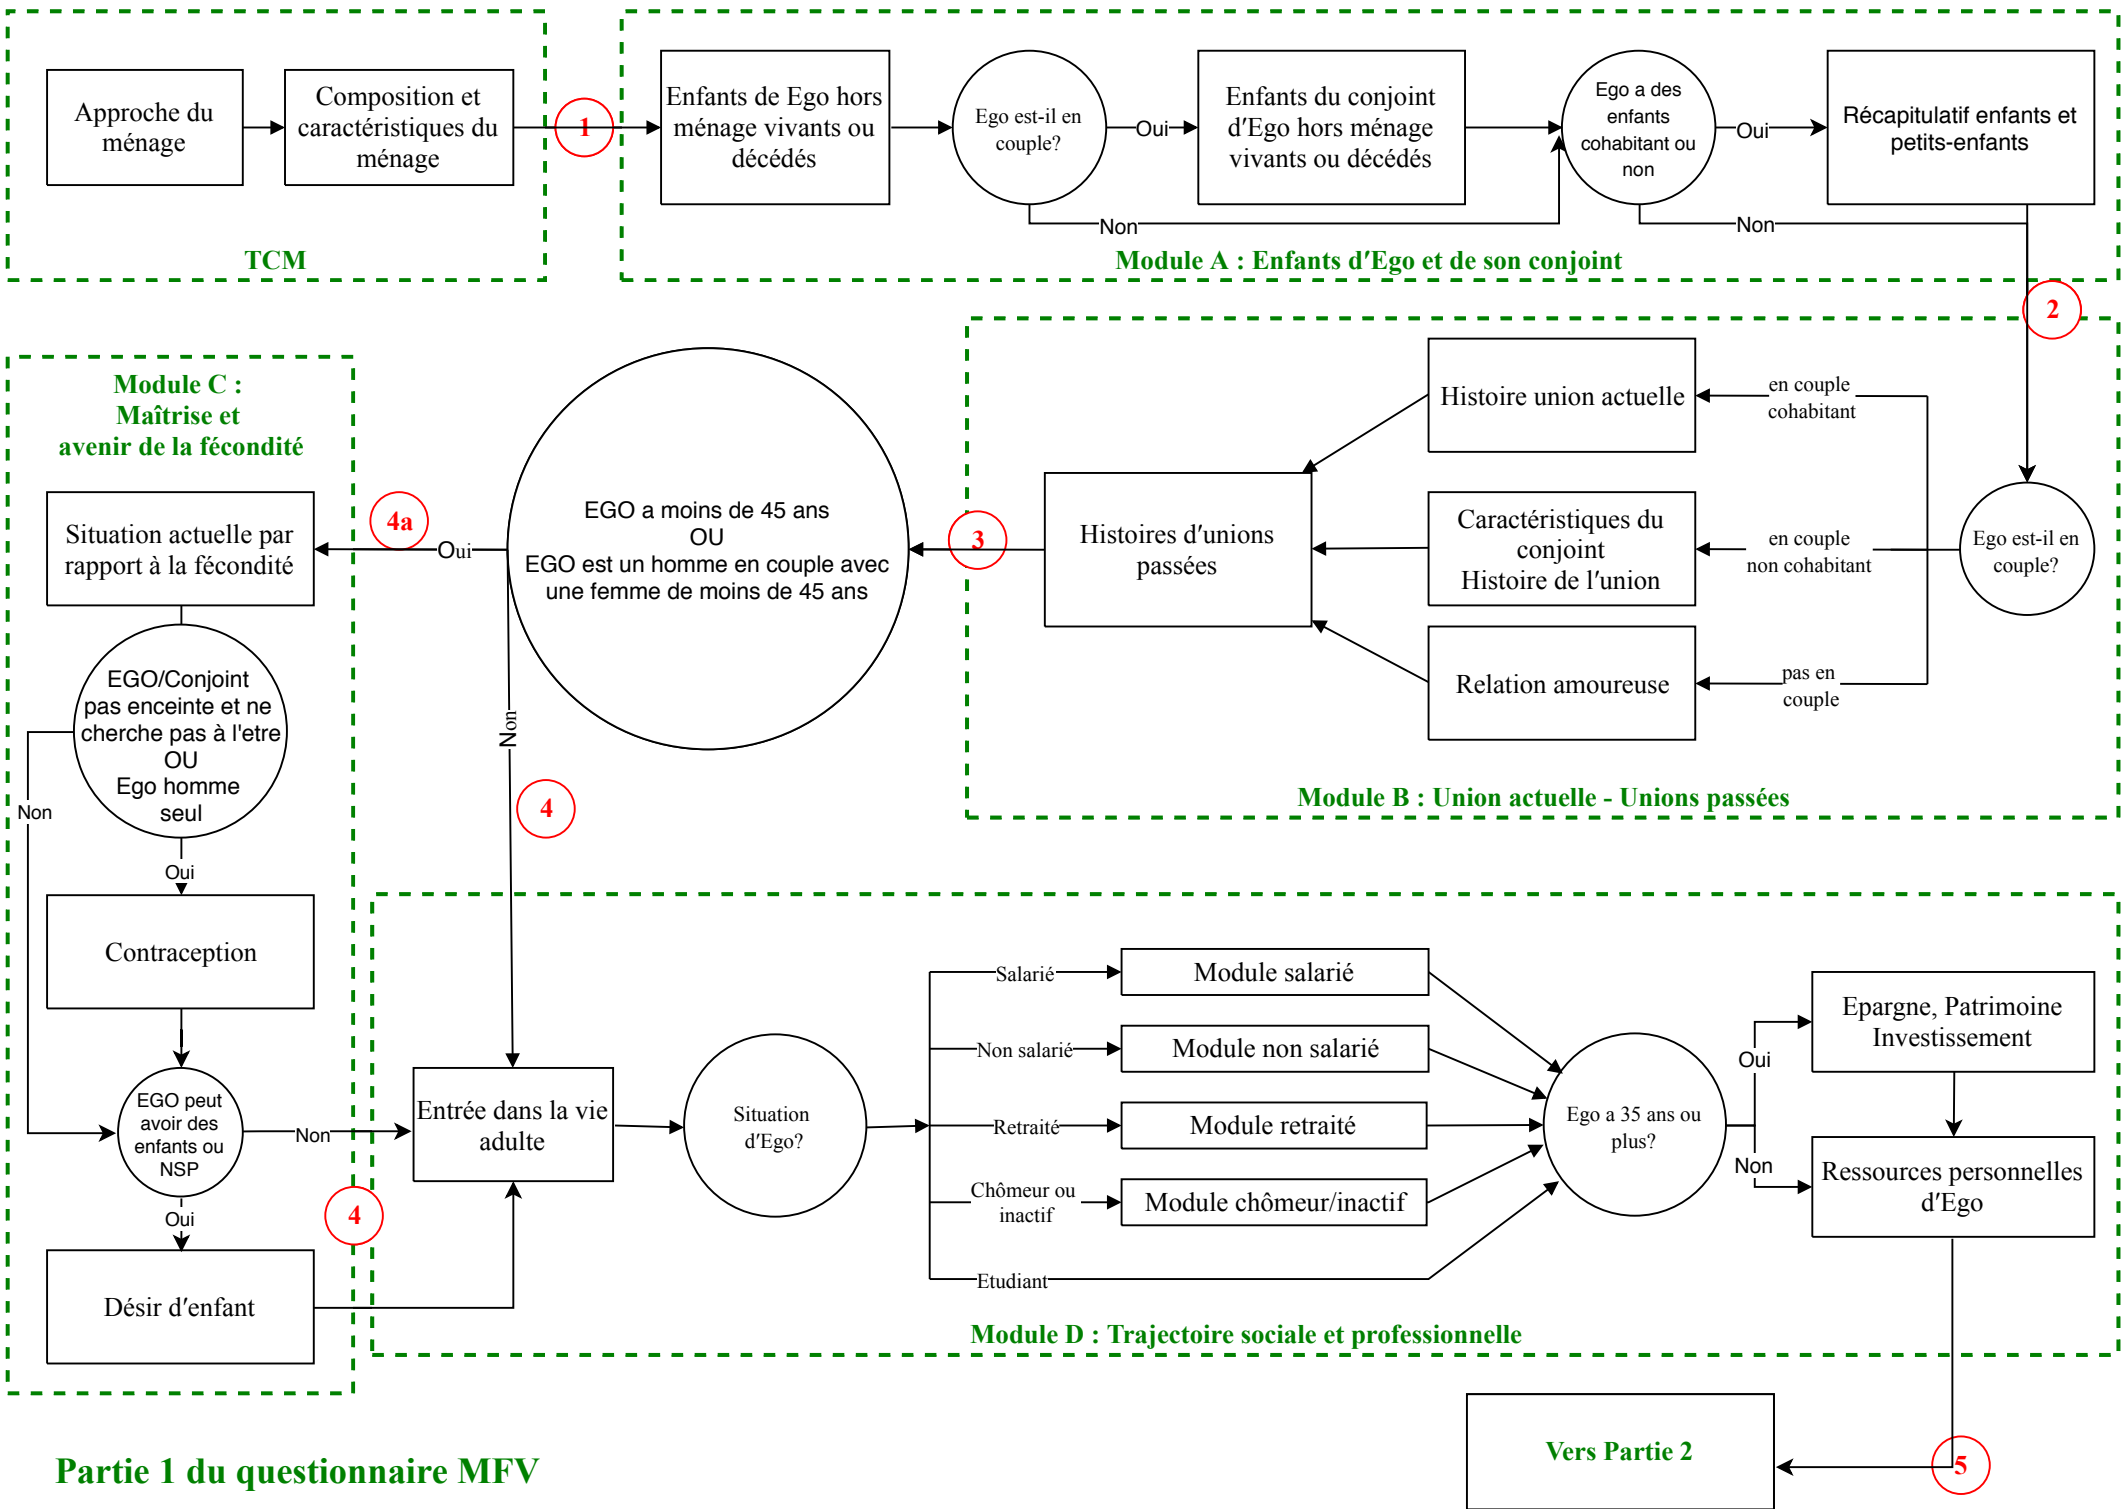 Approche du
ménage
Composition et
caractéristiques du
ménage
TCM
1
Enfants de Ego hors
ménage vivants ou
décédés
Ego est-il en
couple?
Oui
Non
Enfants du conjoint
d'Ego hors ménage
vivants ou décédés
Ego a des
enfants
cohabitant ou
non
Oui
Non
Récapitulatif enfants et
petits-enfants
Module A : Enfants d'Ego et de son conjoint
2
Ego est-il en
couple?
en couple
cohabitant
en couple
non cohabitant
pas en
couple
Histoire union actuelle
Caractéristiques du
conjoint
Histoire de l'union
Relation amoureuse
Histoires d'unions
passées
Module B : Union actuelle - Unions passées
3
EGO a moins de 45 ans
OU
EGO est un homme en couple avec
une femme de moins de 45 ans
Oui
4a
Non
4
Module C :
Maîtrise et
avenir de la fécondité
Situation actuelle par
rapport à la fécondité
EGO/Conjoint
pas enceinte et ne
cherche pas à l'etre
OU
Ego homme
seul
Non
Oui
Contraception
EGO peut
avoir des
enfants ou
NSP
Non
Oui
4
Désir d'enfant
Entrée dans la vie
adulte
Situation
d'Ego?
Salarié
Module salarié
Non salarié
Module non salarié
Retraité
Module retraité
Chômeur ou
inactif
Module chômeur/inactif
Etudiant
Ego a 35 ans ou
plus?
Oui
Non
Epargne, Patrimoine
Investissement
Ressources personnelles
d'Ego
Module D : Trajectoire sociale et professionnelle
5
Vers Partie 2
Partie 1 du questionnaire MFV